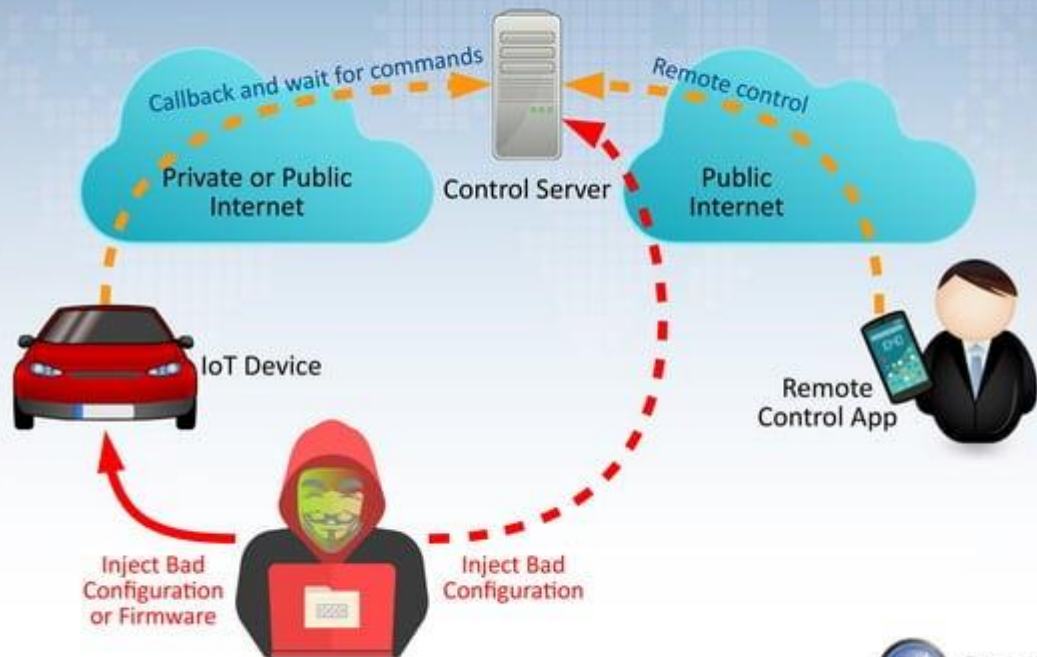 Callback and wait for commands
Remote control
Private or Public
Internet
Control Server
Public
Internet
IoT Device
Remote
Control App
Inject Bad
Configuration
or Firmware
Inject Bad
Configuration